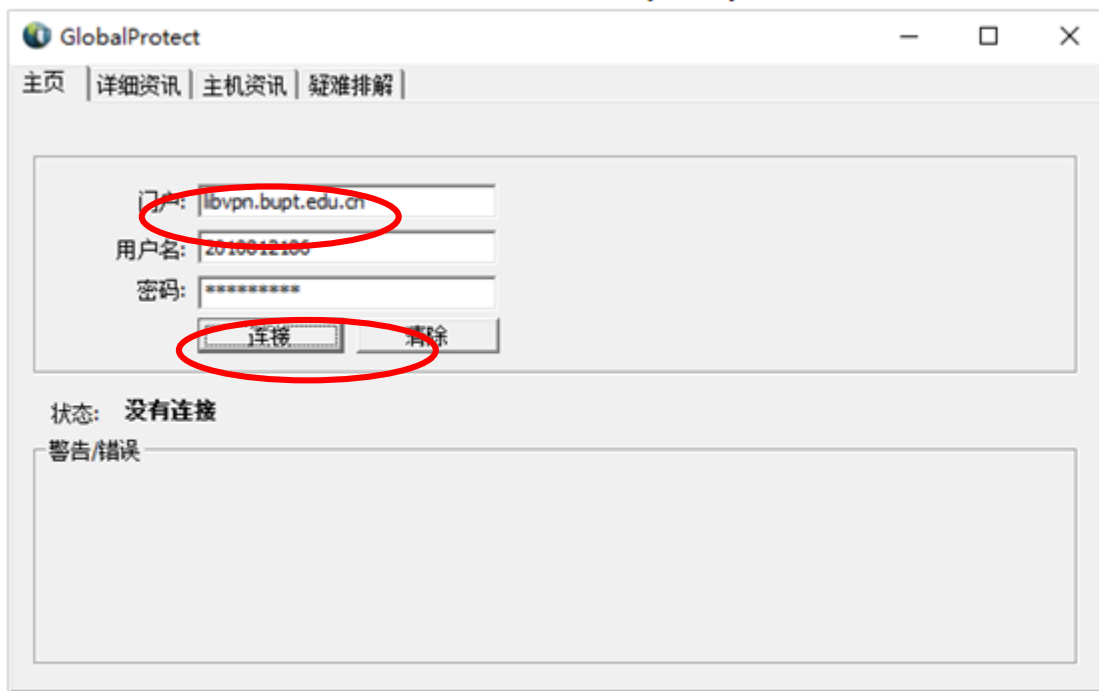 GlobalProtect
主页 详细资讯 主机资讯 疑难排解
门户: libvpn.bupt.edu.cn
用户名: 2010812186
密码: *********
连接 清除
状态: 没有连接
警告/错误